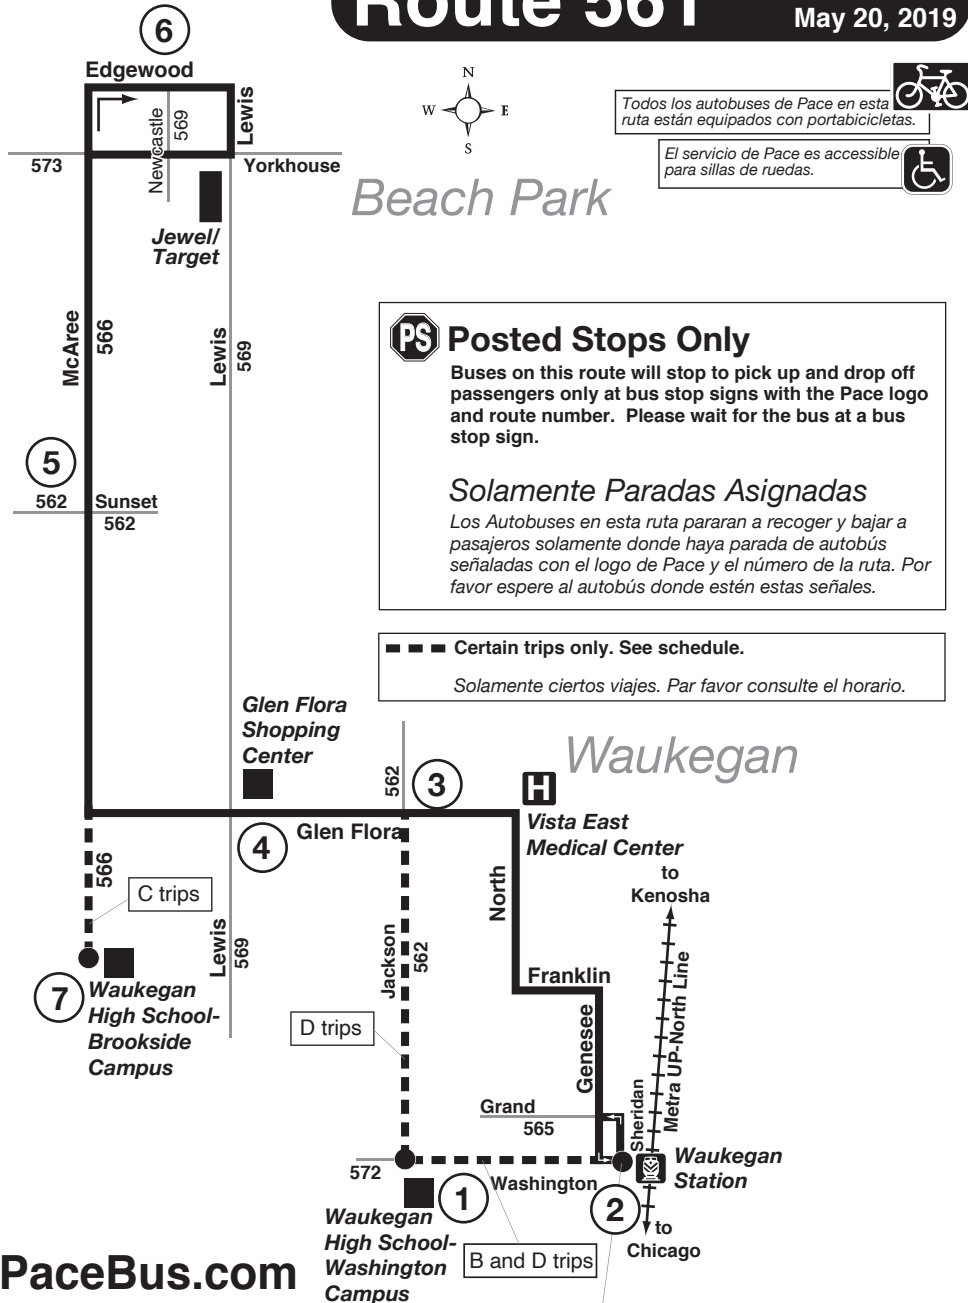 Route 561
May 20, 2019
6
Edgewood
N
W
E
S
Todos los autobuses de Pace en esta
ruta están equipados con portabicicletas.
El servicio de Pace es accessible
para sillas de ruedas.
Lewis
Newcastle
569
573
Yorkhouse
Beach Park
Jewel/
Target
McAree
566
Lewis
569
PS
Posted Stops Only
Buses on this route will stop to pick up and drop off
passengers only at bus stop signs with the Pace logo
and route number. Please wait for the bus at a bus
stop sign.
Solamente Paradas Asignadas
Los Autobuses en esta ruta pararan a recoger y bajar a
pasajeros solamente donde haya parada de autobús
señaladas con el logo de Pace y el número de la ruta. Por
favor espere al autobús donde estén estas señales.
5
562
Sunset
562
Certain trips only. See schedule.
Solamente ciertos viajes. Par favor consulte el horario.
Glen Flora
Shopping
Center
562
3
Waukegan
H
Vista East
Medical Center
4
Glen Flora
566
C trips
North
to
Kenosha
Lewis
569
Jackson
562
Franklin
Metra UP-North Line
7
Waukegan
High School-
Brookside
Campus
D trips
Genesee
Grand
565
Sheridan
Waukegan
Station
572
Washington
1
2
Waukegan
High School-
Washington
Campus
B and D trips
to
Chicago
PaceBus.com